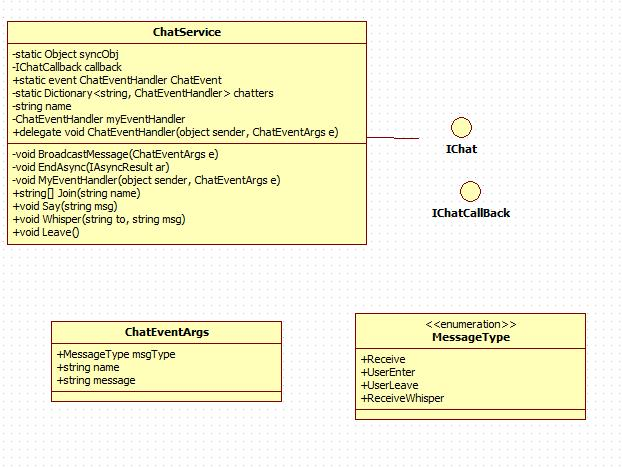 ChatService
-static Object syncObj
-IChatCallback callback
+static event ChatEventHandler ChatEvent
-static Dictionary<string, ChatEventHandler> chatters
-string name
-ChatEventHandler myEventHandler
+delegate void ChatEventHandler(object sender, ChatEventArgs e)
-void BroadcastMessage(ChatEventArgs e)
-void EndAsync(IAsyncResult ar)
-void MyEventHandler(object sender, ChatEventArgs e)
+string[] Join(string name)
+void Say(string msg)
+void Whisper(string to, string msg)
+void Leave()
IChat
IChatCallBack
ChatEventArgs
+MessageType msgType
+string name
+string message
<<enumeration>>
MessageType
+Receive
+UserEnter
+UserLeave
+ReceiveWhisper